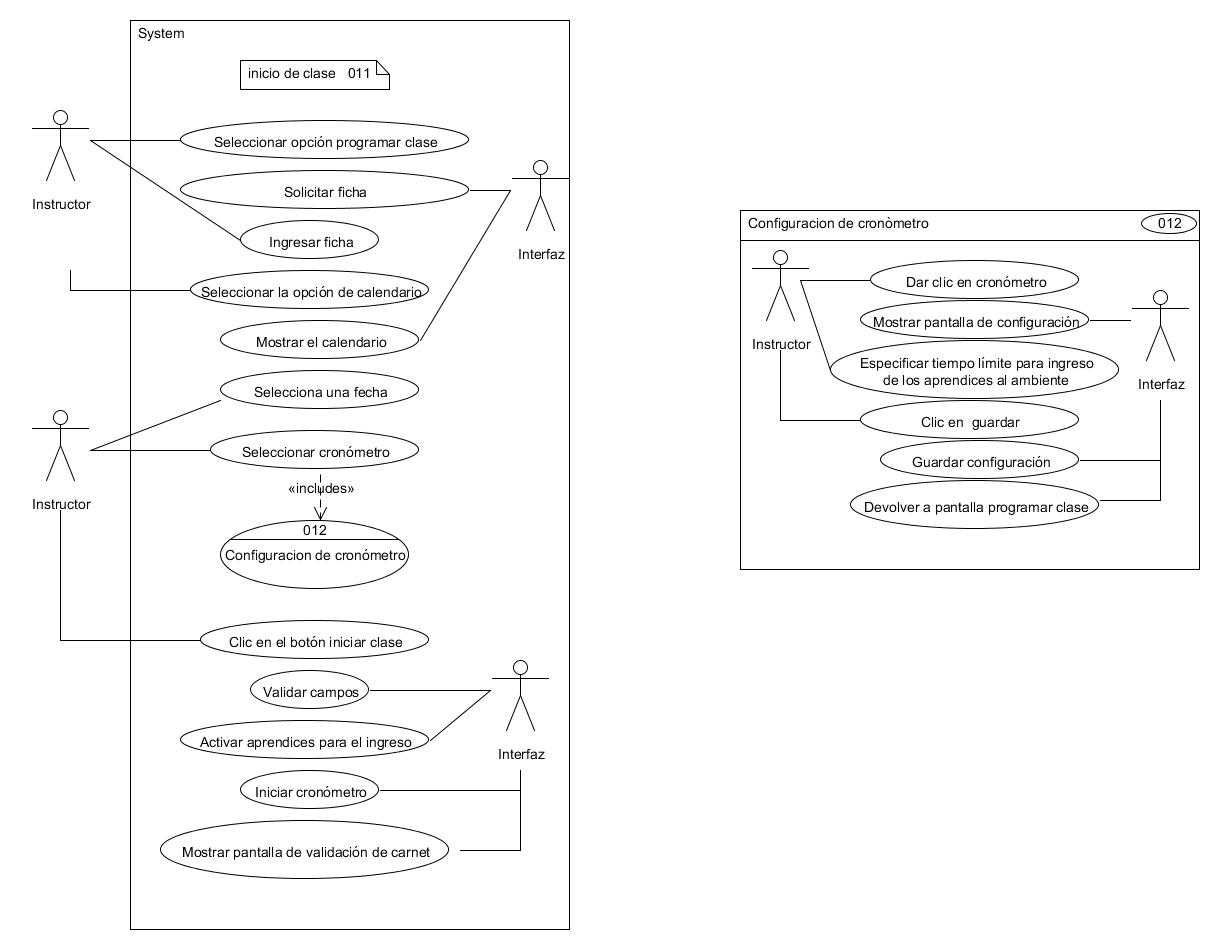 System
inicio de clase 011
Seleccionar opción programar clase
Instructor
Solicitar ficha
Interfaz
Ingresar ficha
Seleccionar la opción de calendario
Mostrar el calendario
Selecciona una fecha
Instructor
Seleccionar cronómetro
«includes»
012
Configuracion de cronómetro
Clic en el botón iniciar clase
Validar campos
Activar aprendices para el ingreso
Interfaz
Iniciar cronómetro
Mostrar pantalla de validación de carnet
Configuracion de cronòmetro
012
Instructor
Dar clic en cronómetro
Mostrar pantalla de configuración
Especificar tiempo límite para ingreso
de los aprendices al ambiente
Interfaz
Clic en guardar
Guardar configuración
Devolver a pantalla programar clase